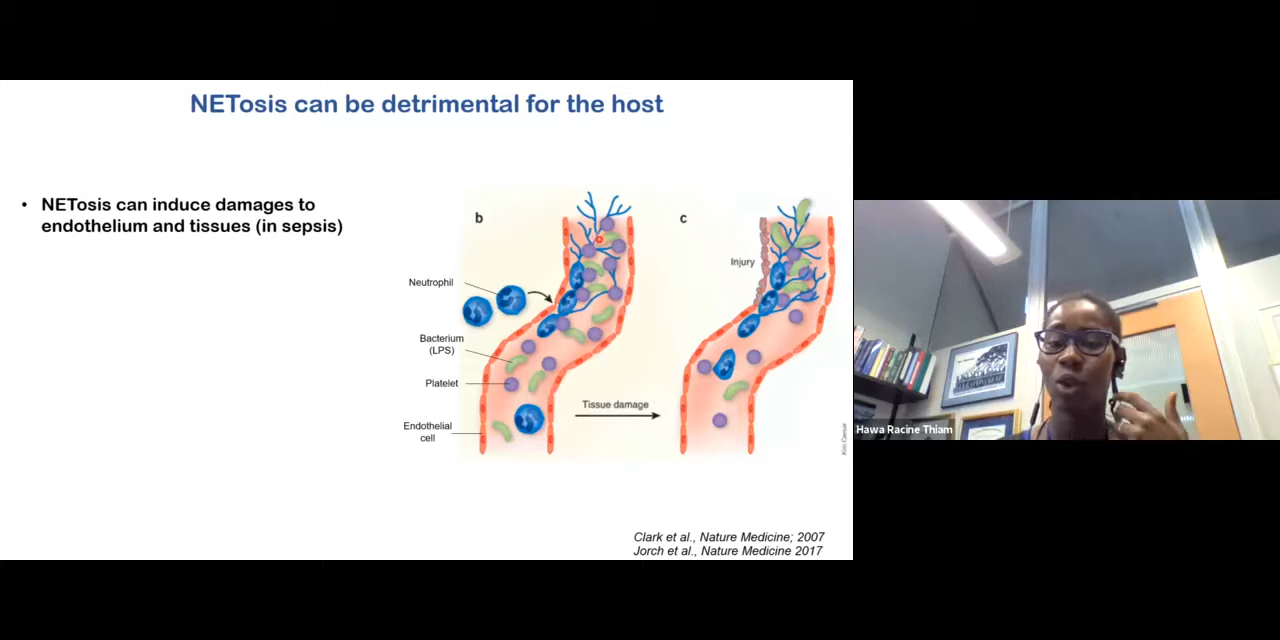 NETosis can be detrimental for the host
• NETosis can induce damages to
endothelium and tissues (in sepsis)
b
c
Injury
Neutrophil
Bacterium
(LPS)
Platelet
Tissue damage
Endothelial
cell
Clark et al., Nature Medicine; 2007
Jorch et al., Nature Medicine 2017
Hawa Racine Thiam